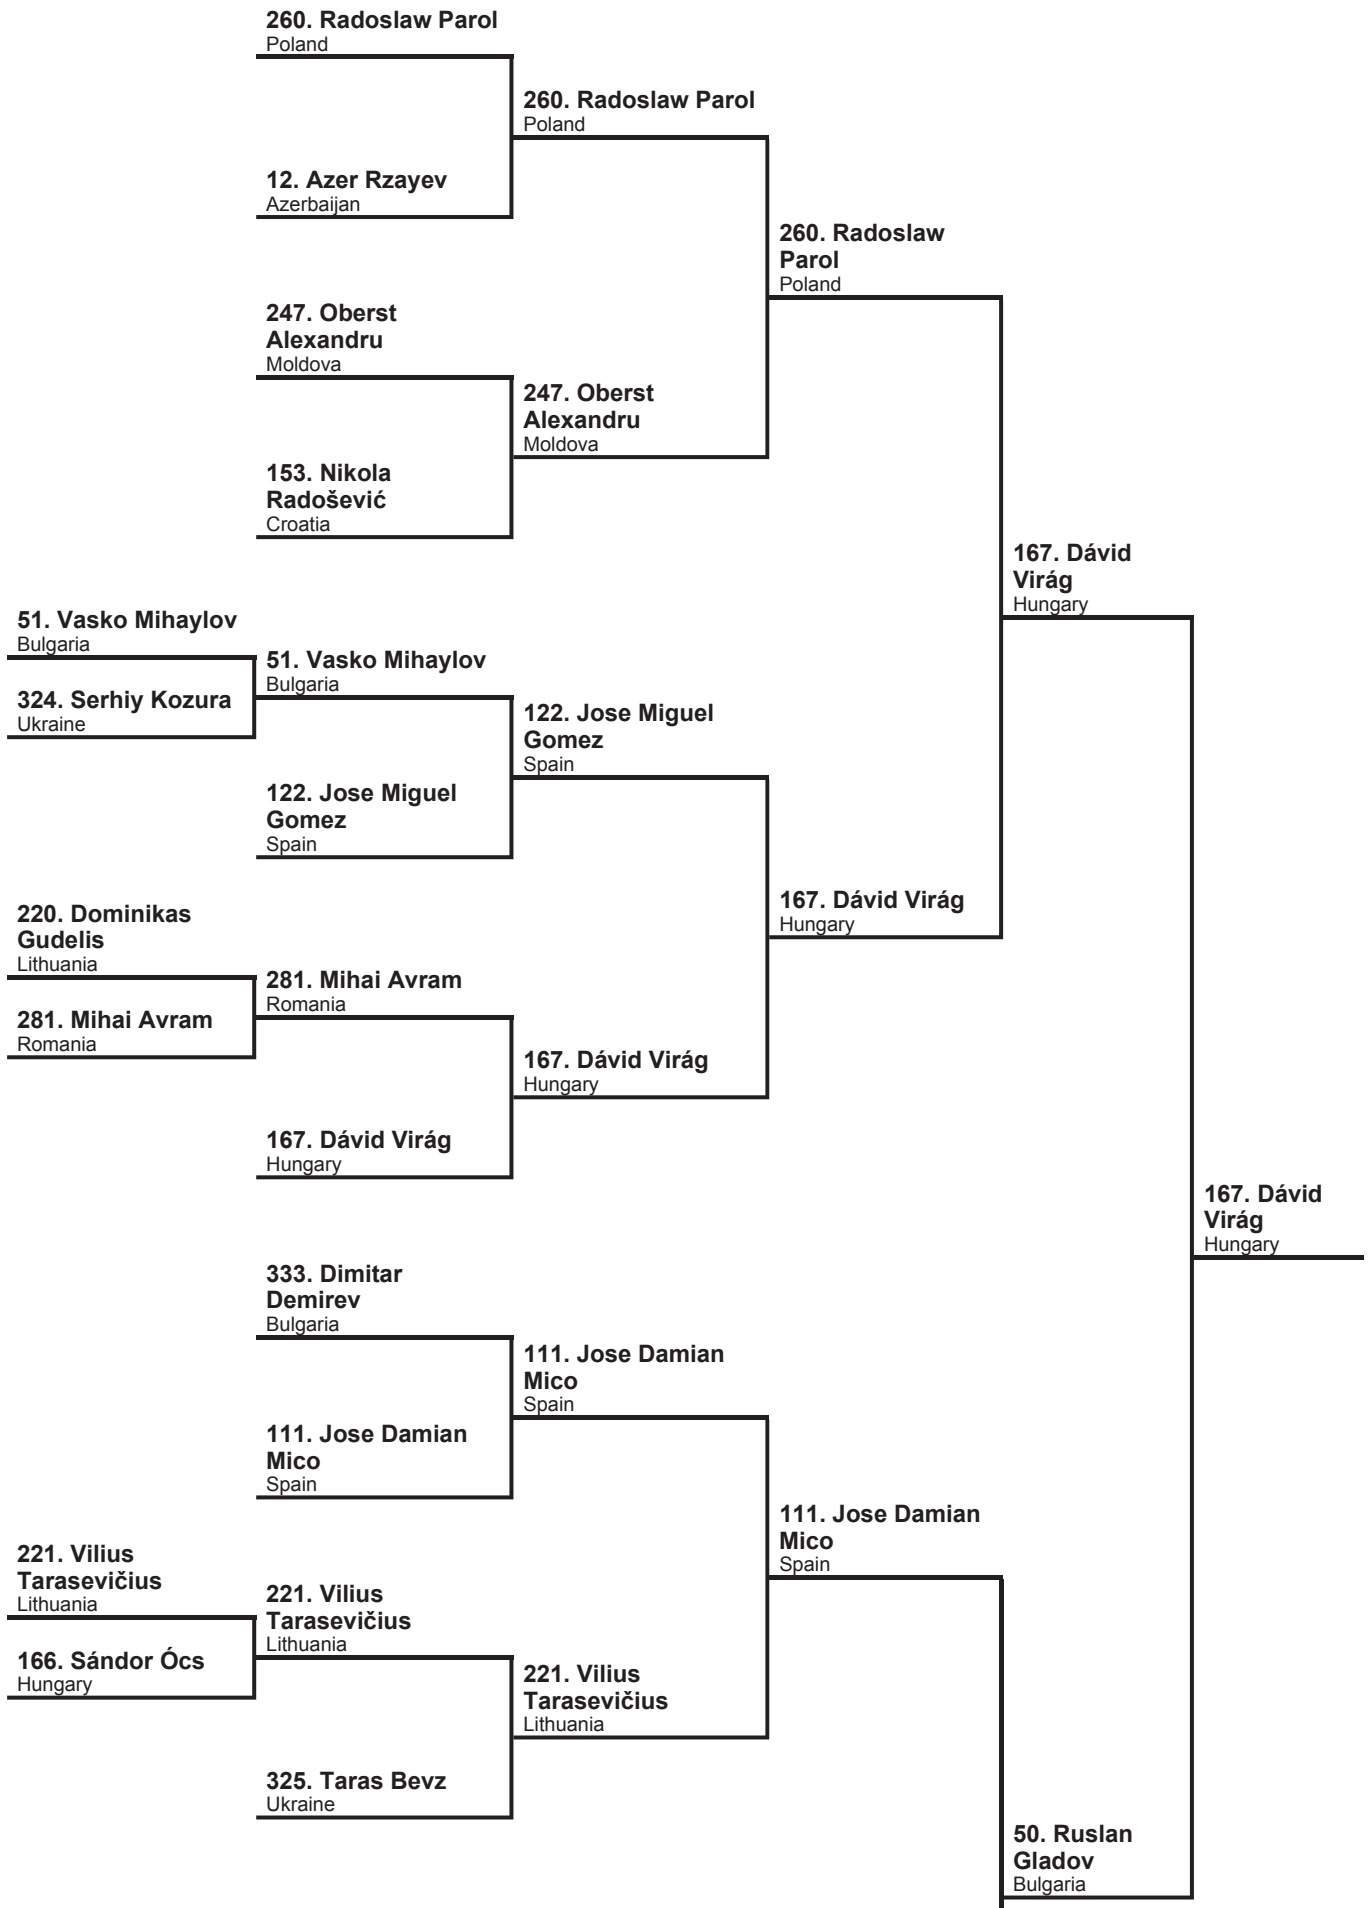 260. Radoslaw Parol
Poland
260. Radoslaw Parol
Poland
12. Azer Rzayev
Azerbaijan
260. Radoslaw
Parol
Poland
247. Oberst
Alexandru
Moldova
247. Oberst
Alexandru
Moldova
153. Nikola
Radošević
Croatia
167. Dávid
Virág
Hungary
51. Vasko Mihaylov
Bulgaria
51. Vasko Mihaylov
Bulgaria
324. Serhiy Kozura
Ukraine
122. Jose Miguel
Gomez
Spain
122. Jose Miguel
Gomez
Spain
167. Dávid Virág
Hungary
220. Dominikas
Gudelis
Lithuania
281. Mihai Avram
Romania
281. Mihai Avram
Romania
167. Dávid Virág
Hungary
167. Dávid Virág
Hungary
167. Dávid
Virág
Hungary
333. Dimitar
Demirev
Bulgaria
111. Jose Damian
Mico
Spain
111. Jose Damian
Mico
Spain
111. Jose Damian
Mico
Spain
221. Vilius
Tarasevičius
Lithuania
221. Vilius
Tarasevičius
Lithuania
166. Sándor Ócs
Hungary
221. Vilius
Tarasevičius
Lithuania
325. Taras Bevz
Ukraine
50. Ruslan
Gladov
Bulgaria